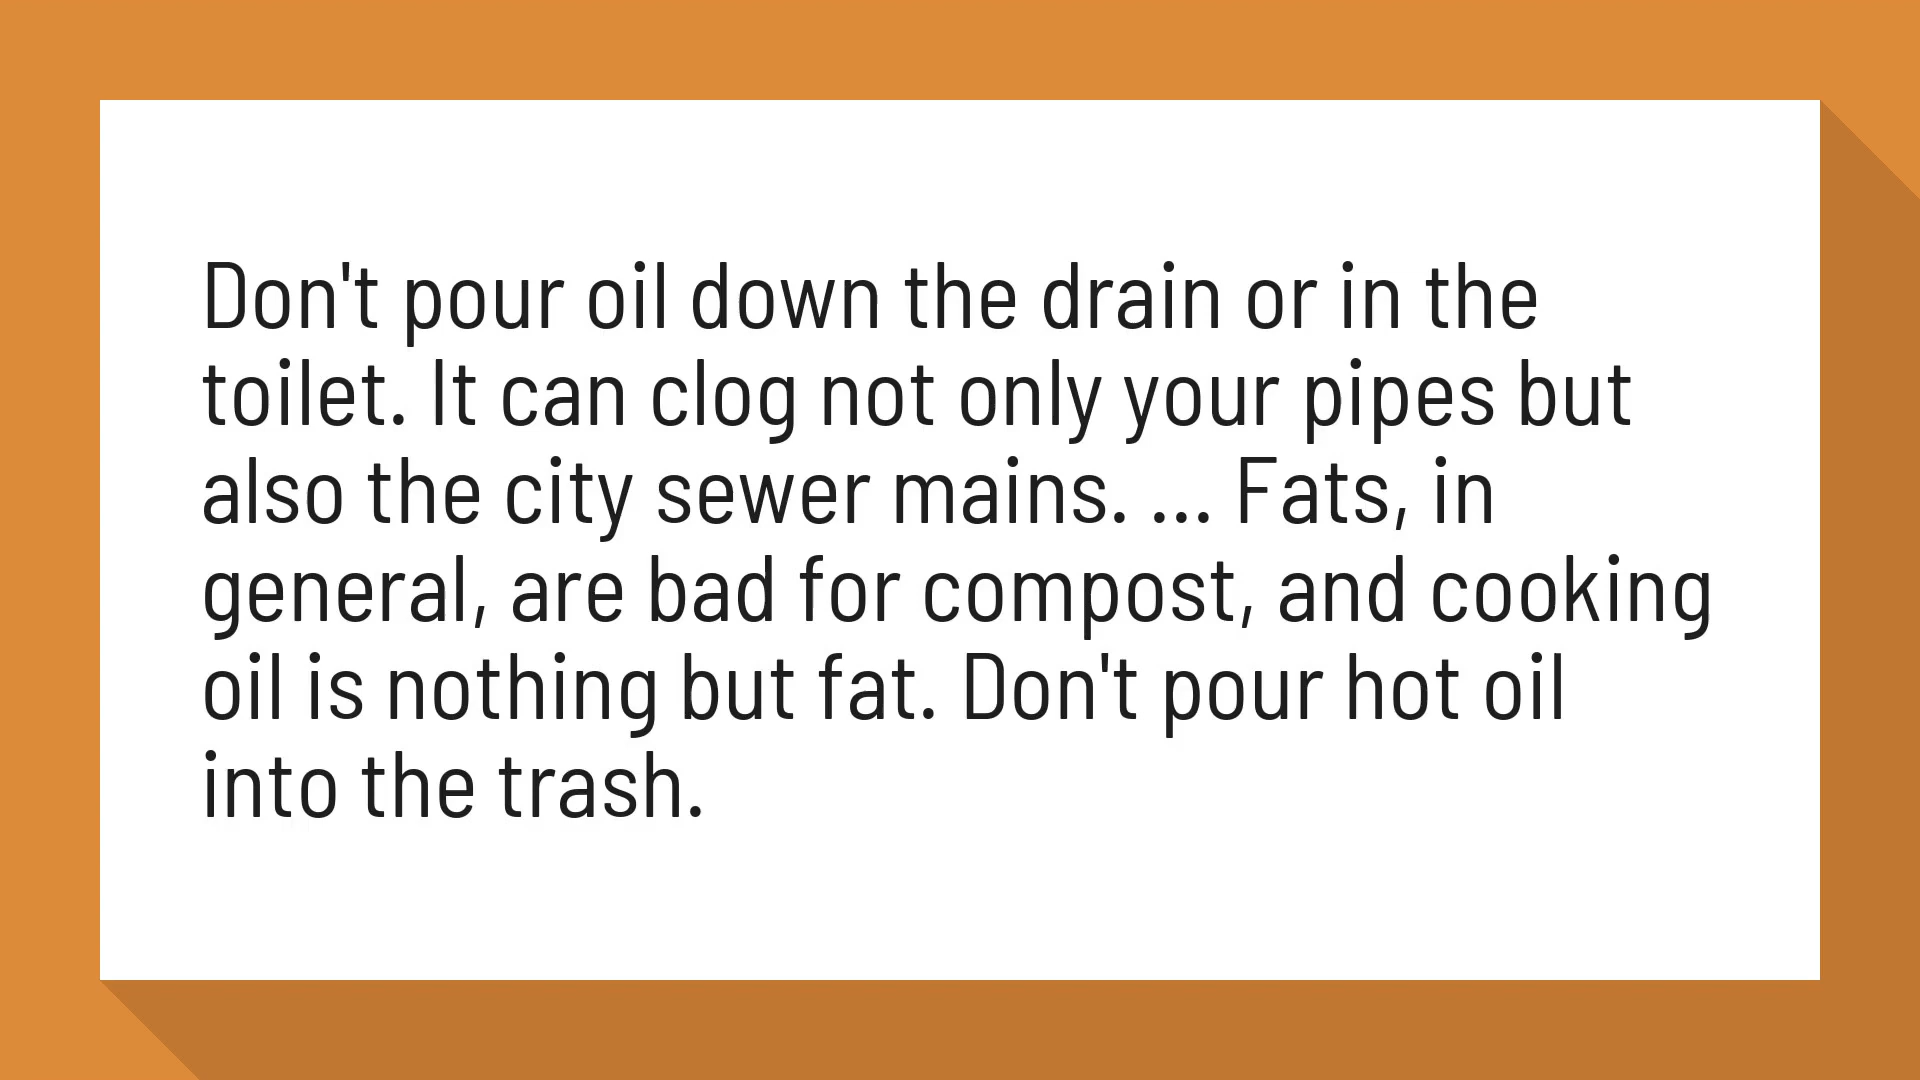 Don't pour oil down the drain or in the
toilet. It can clog not only your pipes but
also the city sewer mains. ... Fats, in
general, are bad for compost, and cooking
oil is nothing but fat. Don't pour hot oil
into the trash.